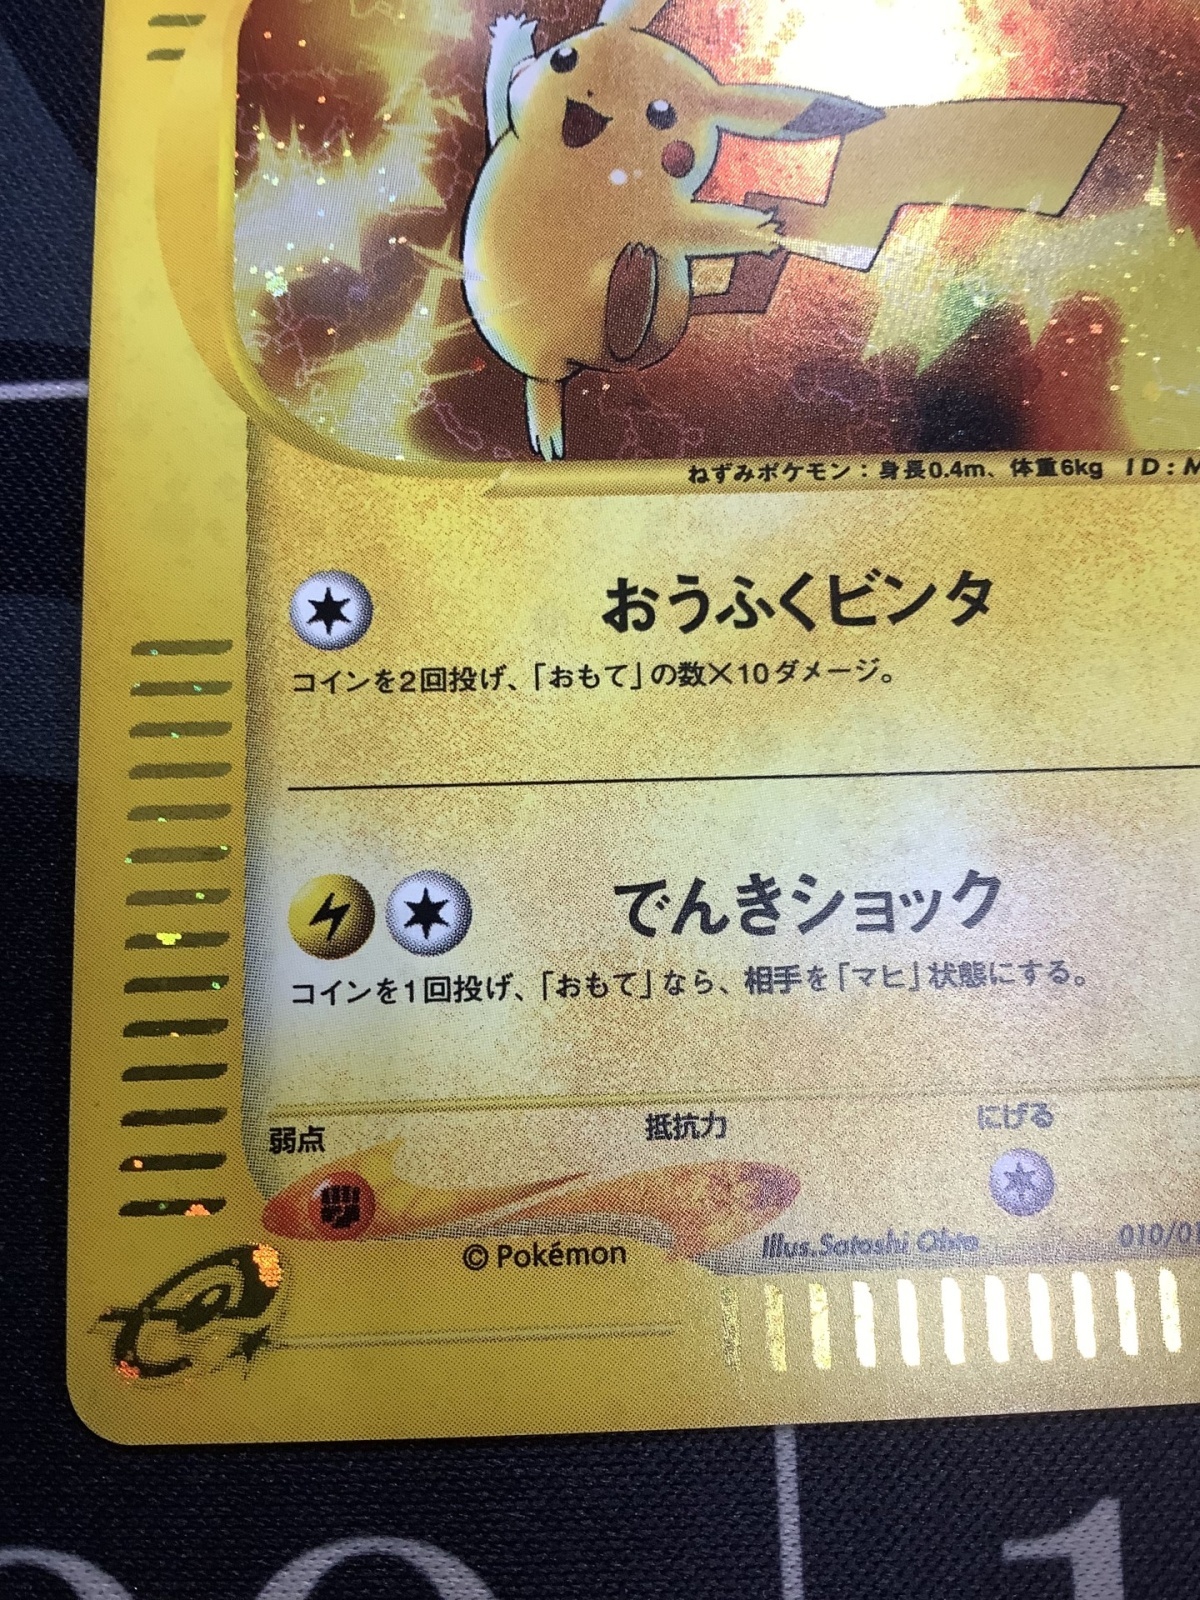 ねずみポケモン：身長0.4m、体重6kg ID:M
おうふくビンタ
コインを2回投げ、「おもて」の数×10ダメージ。
でんきショック
コインを1回投げ、「おもて」なら、相手を「マヒ」状態にする。
弱点 抵抗力 にげる
© Pokémon Illus.Satoshi Ohta 010/01
e
1